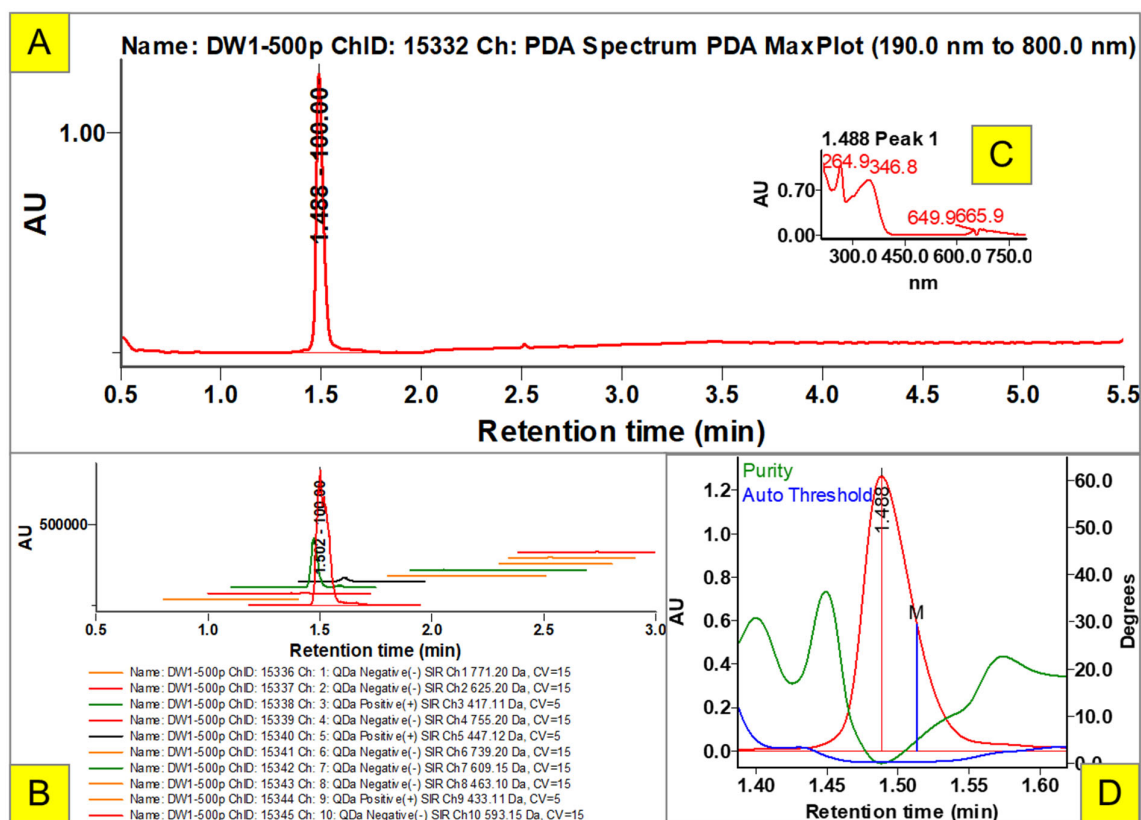 A
Name: DW1-500p ChID: 15332 Ch: PDA Spectrum PDA MaxPlot (190.0 nm to 800.0 nm)
1.00
AU
1.488 - 100.00
0.5 1.0 1.5 2.0 2.5 3.0 3.5 4.0 4.5 5.0 5.5
Retention time (min)
C
1.488 Peak 1
264.9 346.8
649.9 665.9
AU
0.70
0.00
300.0 450.0 600.0 750.0
nm
B
AU
500000
1.502 - 100.00
0.5 1.0 1.5 2.0 2.5 3.0
Retention time (min)
Name: DW1-500p ChID: 15336 Ch: 1: QDa Negative(-) SIR Ch1 771.20 Da, CV=15
Name: DW1-500p ChID: 15337 Ch: 2: QDa Negative(-) SIR Ch2 625.20 Da, CV=15
Name: DW1-500p ChID: 15338 Ch: 3: QDa Positive(+) SIR Ch3 417.11 Da, CV=5
Name: DW1-500p ChID: 15339 Ch: 4: QDa Negative(-) SIR Ch4 755.20 Da, CV=15
Name: DW1-500p ChID: 15340 Ch: 5: QDa Positive(+) SIR Ch5 447.12 Da, CV=5
Name: DW1-500p ChID: 15341 Ch: 6: QDa Negative(-) SIR Ch6 739.20 Da, CV=15
Name: DW1-500p ChID: 15342 Ch: 7: QDa Negative(-) SIR Ch7 609.15 Da, CV=15
Name: DW1-500p ChID: 15343 Ch: 8: QDa Negative(-) SIR Ch8 463.10 Da, CV=15
Name: DW1-500p ChID: 15344 Ch: 9: QDa Positive(+) SIR Ch9 433.11 Da, CV=5
Name: DW1-500p ChID: 15345 Ch: 10: QDa Negative(-) SIR Ch10 593.15 Da, CV=15
D
Purity
Auto Threshold
1.488
M
AU
1.2
1.0
0.8
0.6
0.4
0.2
0.0
60.0
50.0
40.0
30.0
20.0
10.0
0.0
Degrees
1.40 1.45 1.50 1.55 1.60
Retention time (min)